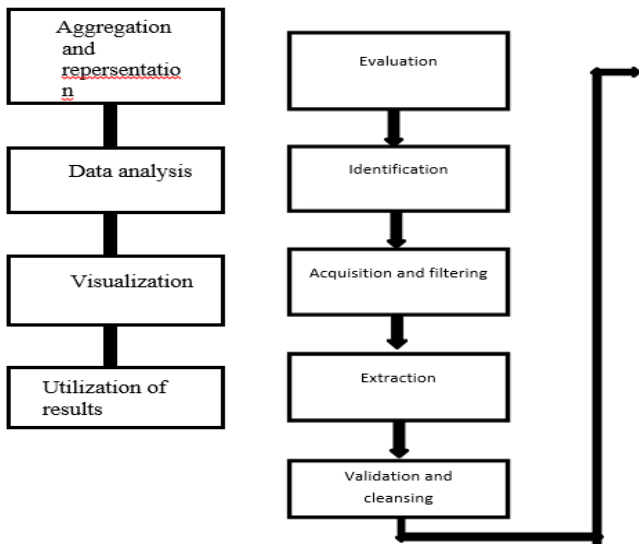 Aggregation
and
repersentatio
n
Data analysis
Visualization
Utilization of
results
Evaluation
Identification
Acquisition and filtering
Extraction
Validation and
cleansing